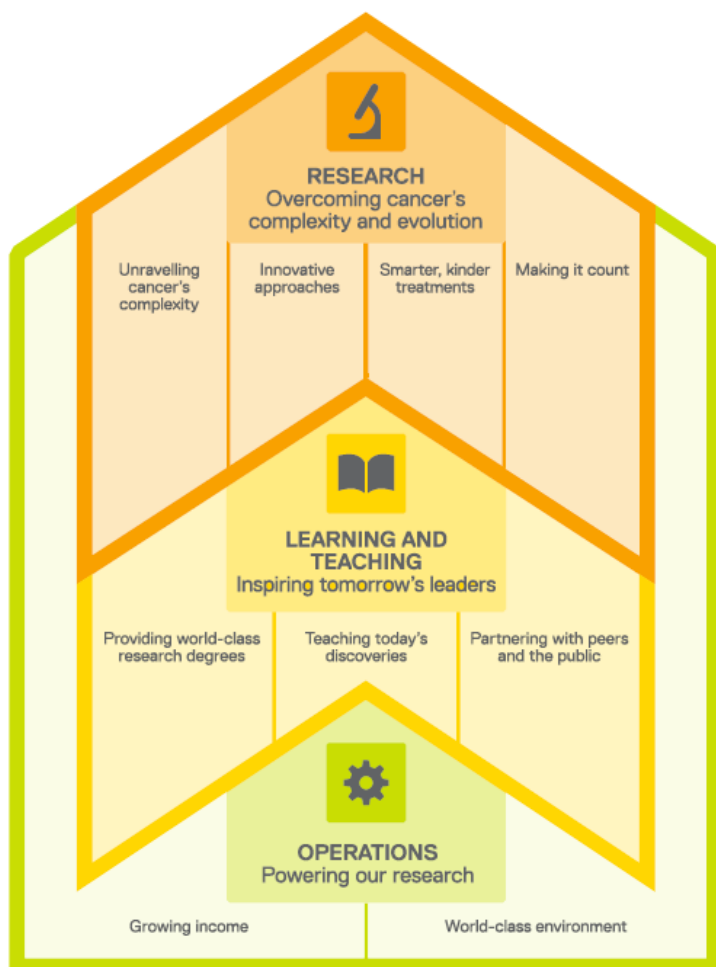 RESEARCH
Overcoming cancer's
complexity and evolution
Unravelling
cancer's
complexity
Innovative
approaches
Smarter, kinder
treatments
Making it count
LEARNING AND
TEACHING
Inspiring tomorrow's leaders
Providing world-class
research degrees
Teaching today's
discoveries
Partnering with peers
and the public
OPERATIONS
Powering our research
Growing income
World-class environment